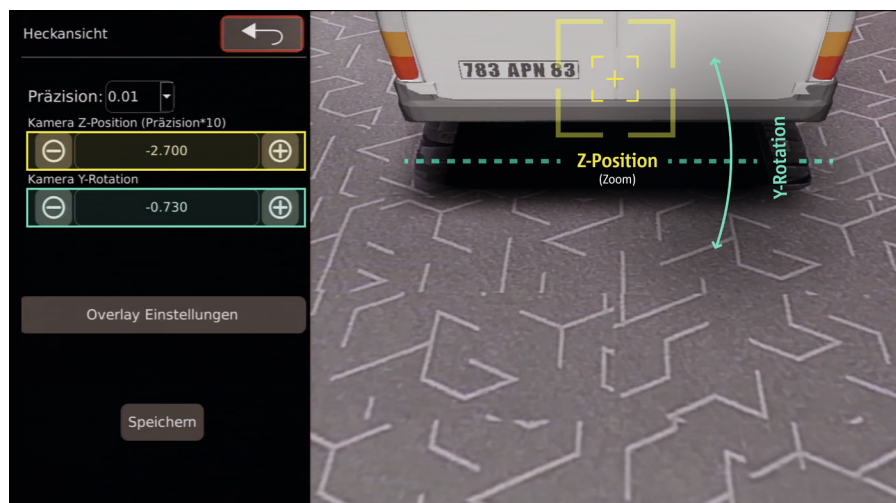 Heckansicht
Präzision: 0.01
Kamera Z-Position (Präzision*10)
-2.700
Kamera Y-Rotation
-0.730
Overlay Einstellungen
Speichern
783 APN 83
Z-Position
(Zoom)
Y-Rotation